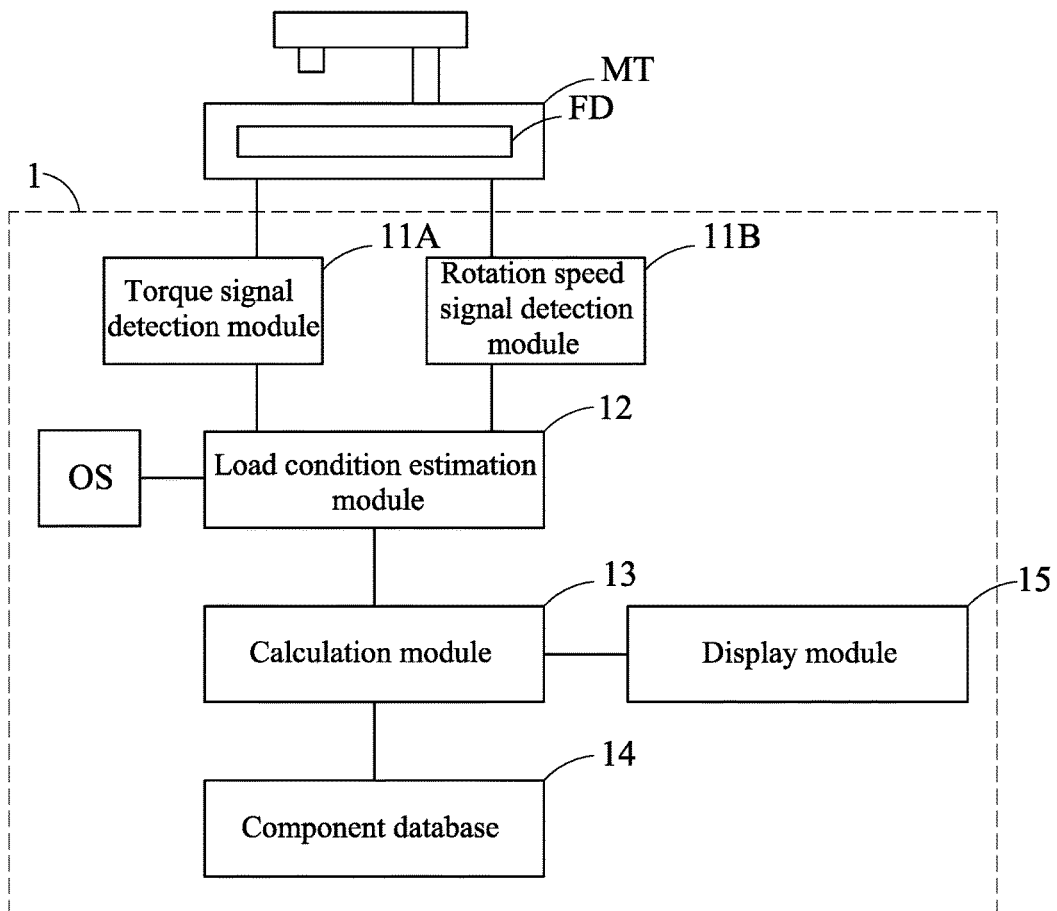 MT
FD
1
11A
11B
Torque signal
detection module
Rotation speed
signal detection
module
12
OS
Load condition estimation
module
13
15
Calculation module
Display module
14
Component database